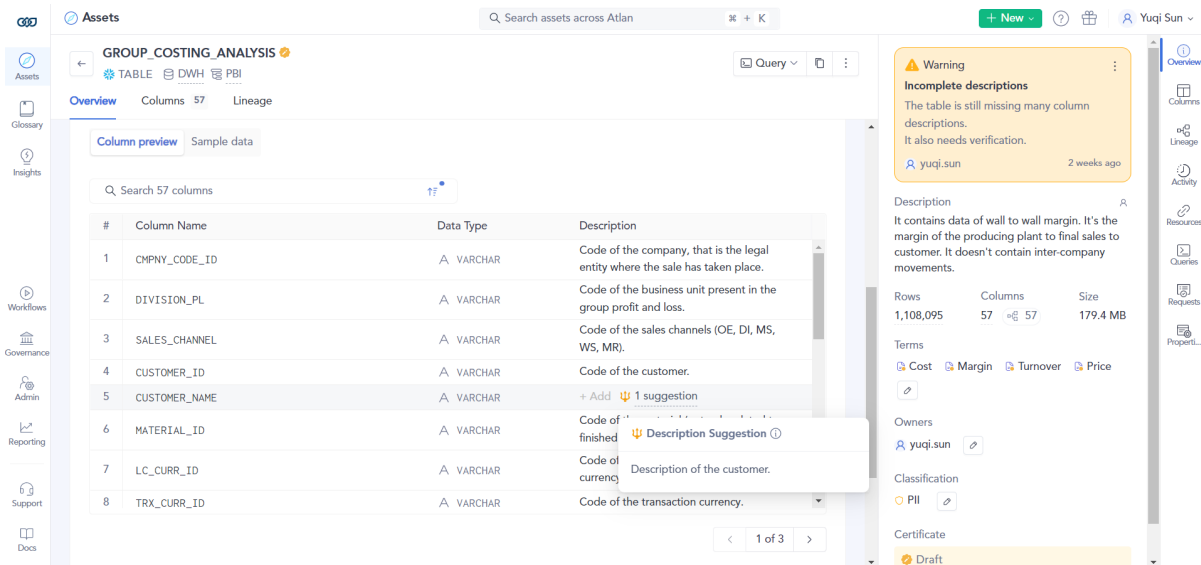 Assets
Search assets across Atlan
⌘ + K
+ New
Yuqi Sun
Assets
Glossary
Insights
Workflows
Governance
Admin
Reporting
Support
Docs
GROUP_COSTING_ANALYSIS
TABLE DWH PBI
Query
Overview Columns 57 Lineage
Column preview Sample data
Search 57 columns
# Column Name Data Type Description
1 CMPNY_CODE_ID VARCHAR Code of the company, that is the legal
entity where the sale has taken place.
2 DIVISION_PL VARCHAR Code of the business unit present in the
group profit and loss.
3 SALES_CHANNEL VARCHAR Code of the sales channels (OE, DI, MS,
WS, MR).
4 CUSTOMER_ID VARCHAR Code of the customer.
5 CUSTOMER_NAME VARCHAR + Add 1 suggestion
6 MATERIAL_ID VARCHAR Code of
finished
7 LC_CURR_ID VARCHAR Code of
currency
8 TRX_CURR_ID VARCHAR Code of the transaction currency.
Description Suggestion
Description of the customer.
1 of 3
Warning
Incomplete descriptions
The table is still missing many column
descriptions.
It also needs verification.
yuqi.sun 2 weeks ago
Description
It contains data of wall to wall margin. It's the
margin of the producing plant to final sales to
customer. It doesn't contain inter-company
movements.
Rows Columns Size
1,108,095 57 57 179.4 MB
Terms
Cost Margin Turnover Price
Owners
yuqi.sun
Classification
PII
Certificate
Draft
Overview
Columns
Lineage
Activity
Resources
Queries
Requests
Properti...